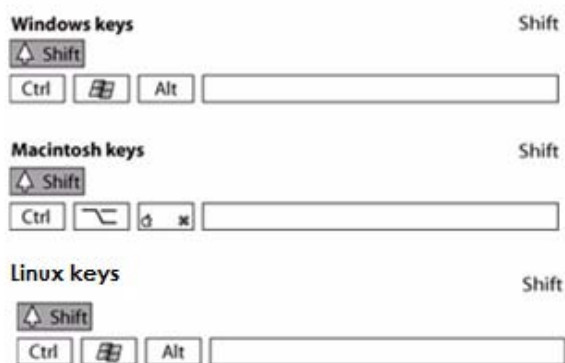 Windows keys Shift
Shift
Ctrl Alt
Macintosh keys Shift
Shift
Ctrl
Linux keys Shift
Shift
Ctrl Alt